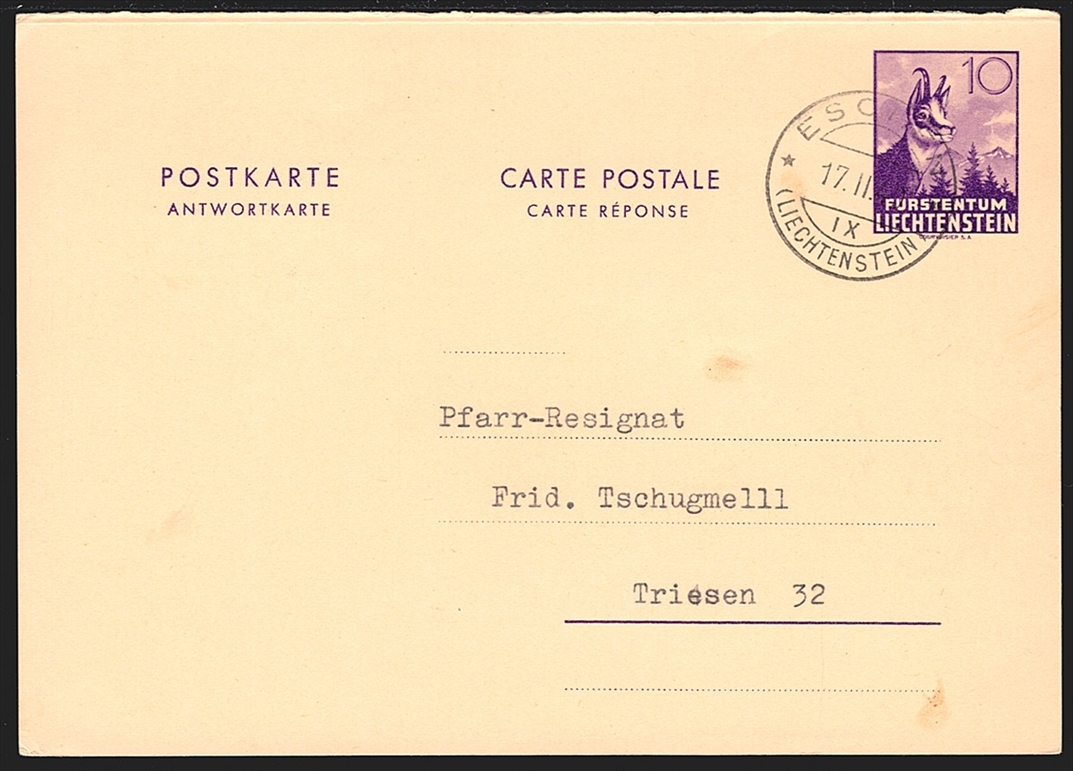 POSTKARTE
ANTWORTKARTE
CARTE POSTALE
CARTE RÉPONSE
10
FÜRSTENTUM
LIECHTENSTEIN
17. II.
IX
(LIECHTENSTEIN)
Pfarr-Resignat
Frid. Tschugmelll
Triesen 32